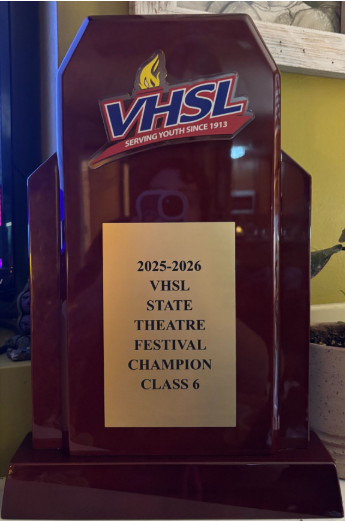 VHSL
SERVING YOUTH SINCE 1913
2025-2026
VHSL
STATE
THEATRE
FESTIVAL
CHAMPION
CLASS 6